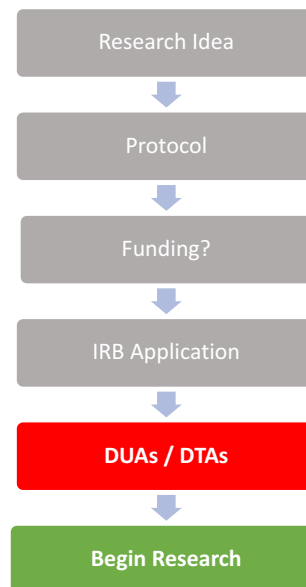 Research Idea
Protocol
Funding?
IRB Application
DUAs / DTAs
Begin Research